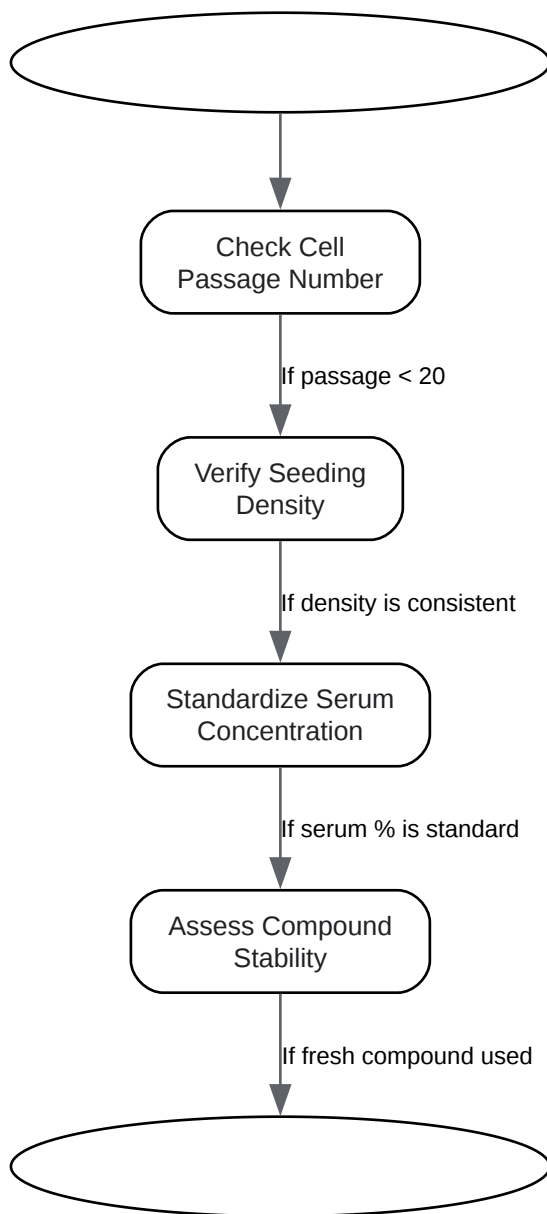 Check Cell
Passage Number
If passage < 20
Verify Seeding
Density
If density is consistent
Standardize Serum
Concentration
If serum % is standard
Assess Compound
Stability
If fresh compound used